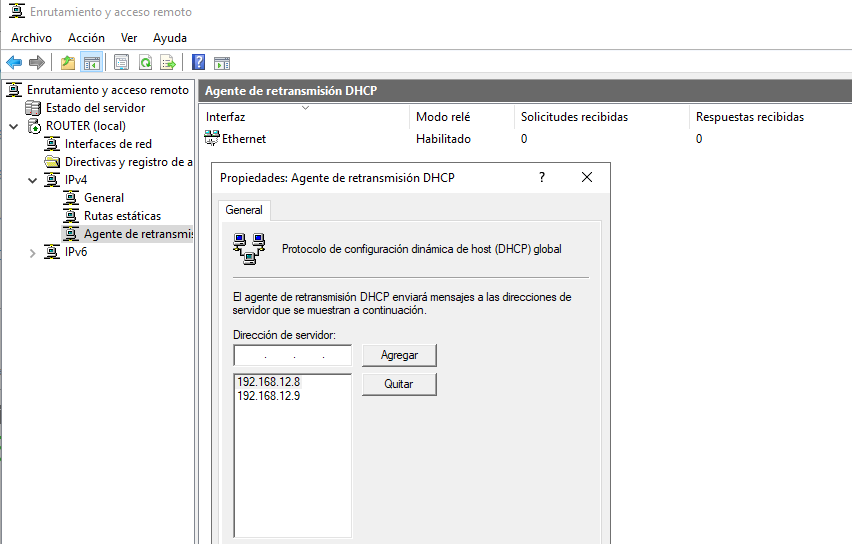 Enrutamiento y acceso remoto
Archivo Acción Ver Ayuda
Enrutamiento y acceso remoto
Estado del servidor
ROUTER (local)
Interfaces de red
Directivas y registro de a
IPv4
General
Rutas estáticas
Agente de retransmis
IPv6
Agente de retransmisión DHCP
Interfaz Modo relé Solicitudes recibidas Respuestas recibidas
Ethernet Habilitado 0 0
Propiedades: Agente de retransmisión DHCP ?
General
Protocolo de configuración dinámica de host (DHCP) global
El agente de retransmisión DHCP enviará mensajes a las direcciones de
servidor que se muestran a continuación.
Dirección de servidor:
. . . Agregar
Quitar
192.168.12.8
192.168.12.9